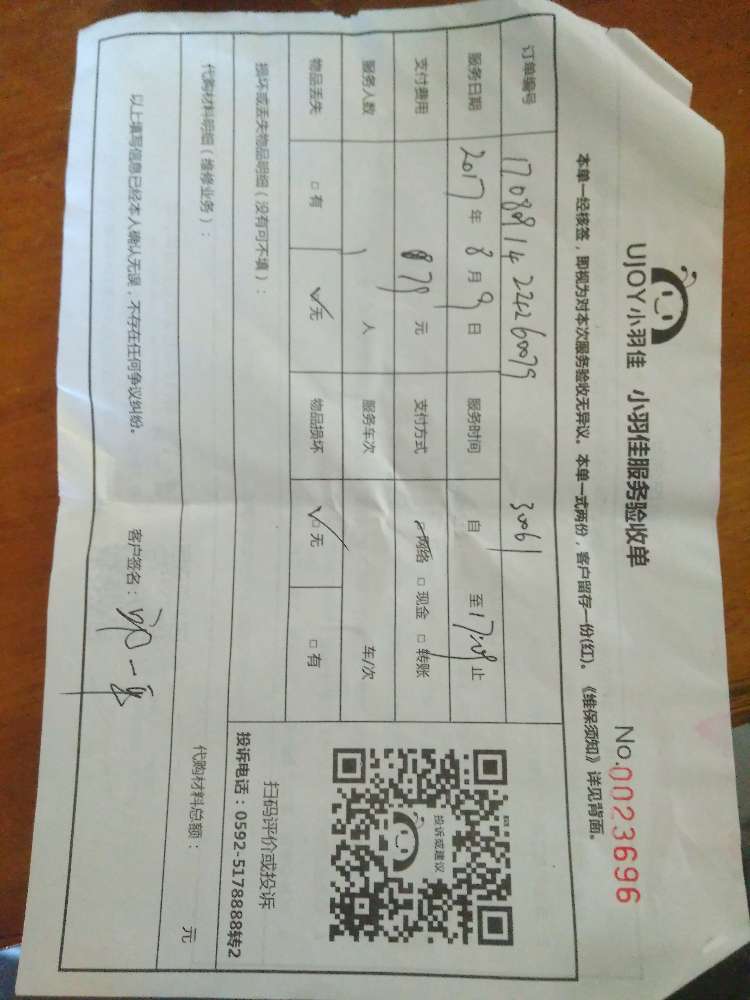 UJOY小羽佳 小羽佳服务验收单
No.0023696
本单一经核签，即视为对本次服务验收无异议。本单一式两份，客户留存一份(红)。《维保须知》详见背面。
订单编号 3061
服务日期 2017年8月9日 服务时间 自 至 止
支付费用 元 支付方式 网络 □现金 □转账
服务人数 1 人 服务车次 车/次
物品丢失 □有 ✓无 物品损坏 ✓□无 □有
损坏或丢失物品明细（没有可不填）：
代购材料明细（维修业务）：
代购材料总额： 元
以上填写信息已经本人确认无误，不存在任何争议纠纷。
客户签名：
投诉或建议
扫码评价或投诉
投诉电话：0592-5178888转2